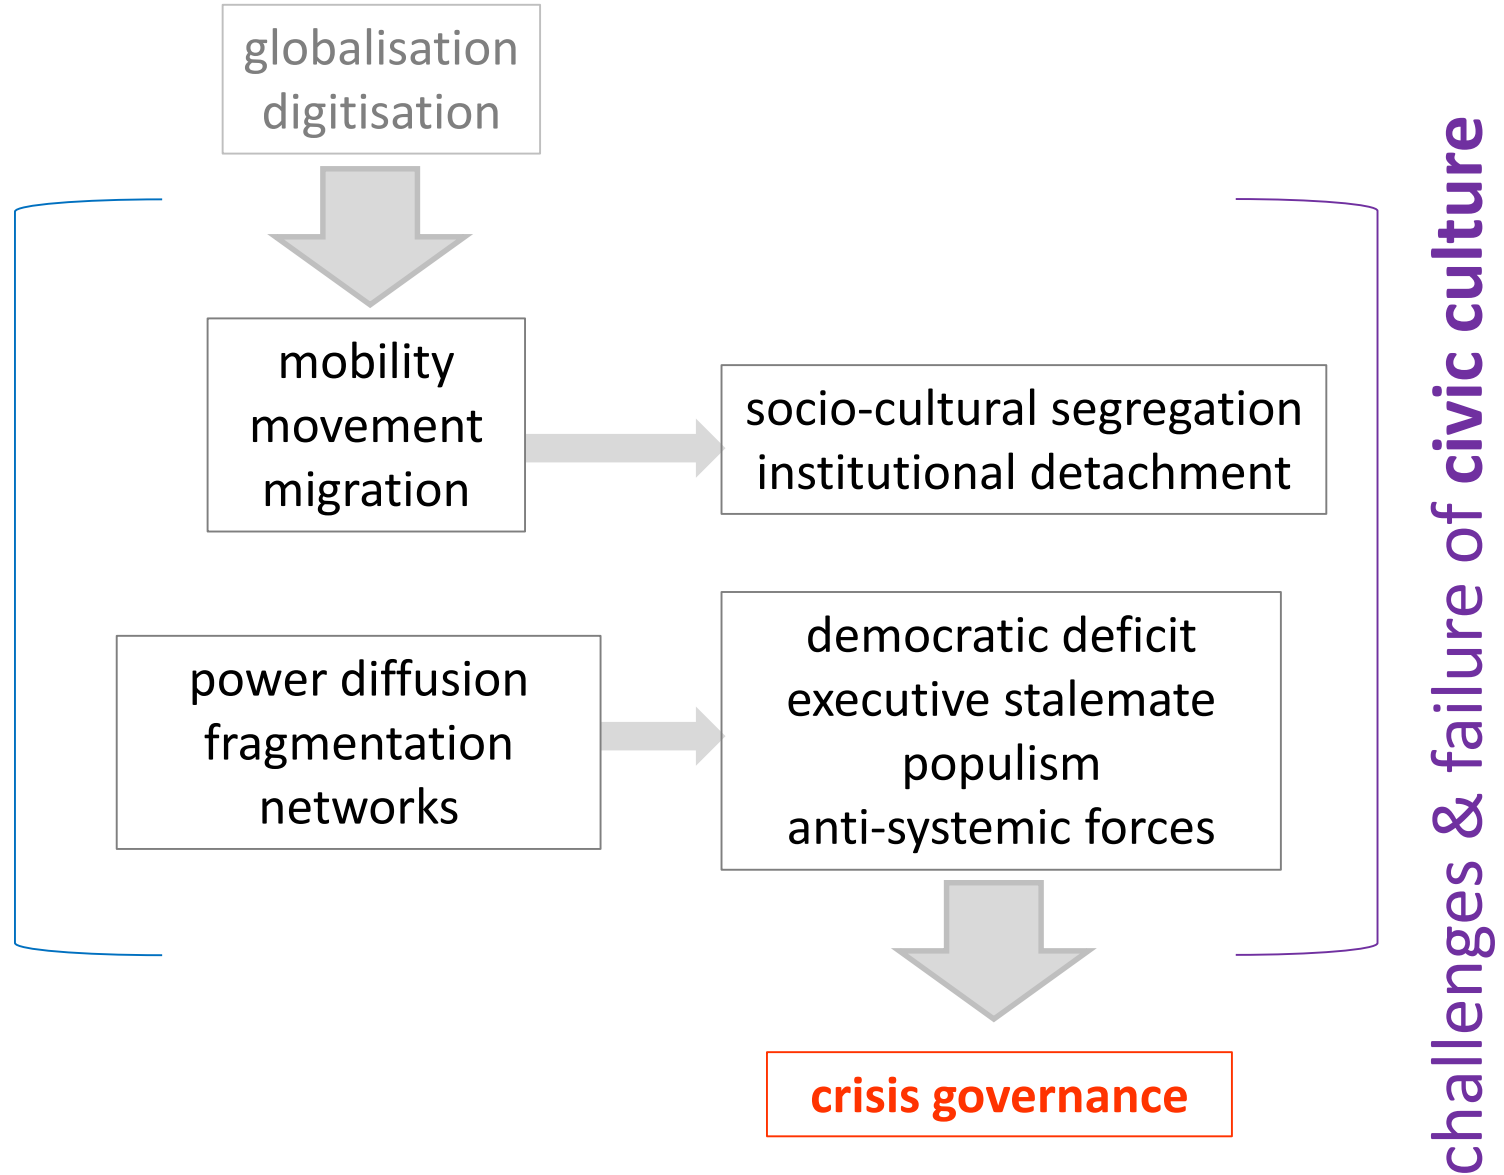 globalisation
digitisation
mobility
movement
migration
socio-cultural segregation
institutional detachment
power diffusion
fragmentation
networks
democratic deficit
executive stalemate
populism
anti-systemic forces
crisis governance
challenges & failure of civic culture